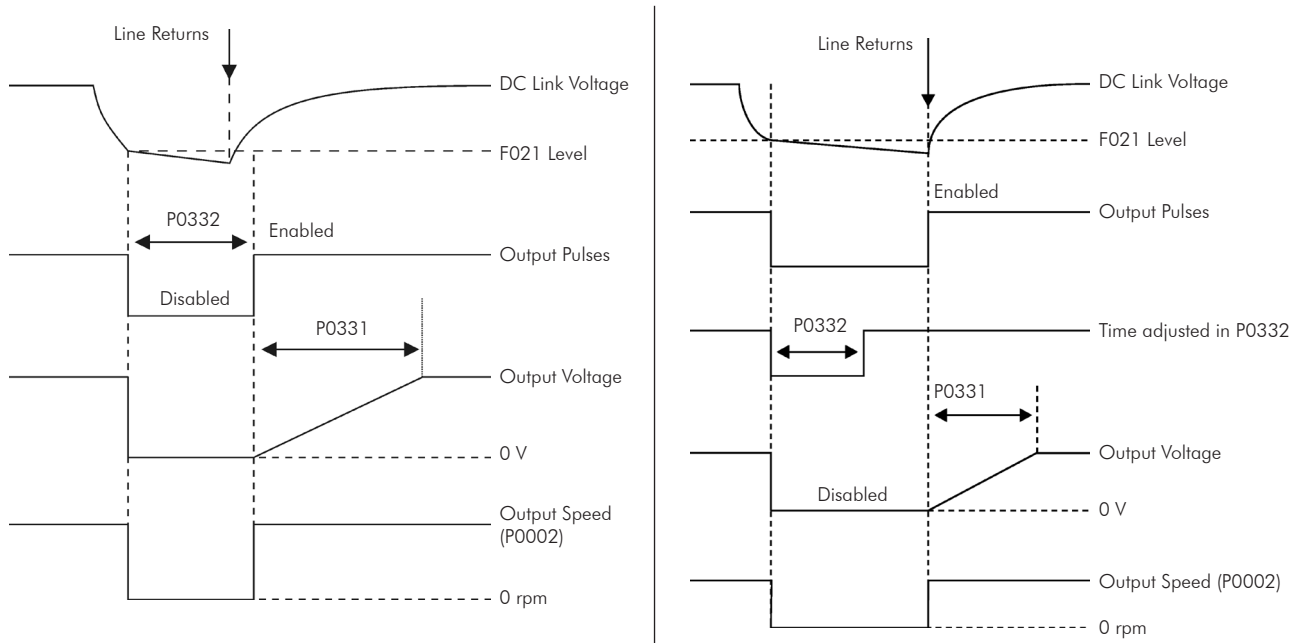 Line Returns
DC Link Voltage
F021 Level
P0332
Enabled
Output Pulses
Disabled
P0331
Output Voltage
0 V
Output Speed
(P0002)
0 rpm
Line Returns
DC Link Voltage
F021 Level
Enabled
Output Pulses
P0332
Time adjusted in P0332
P0331
Output Voltage
Disabled
0 V
Output Speed (P0002)
0 rpm